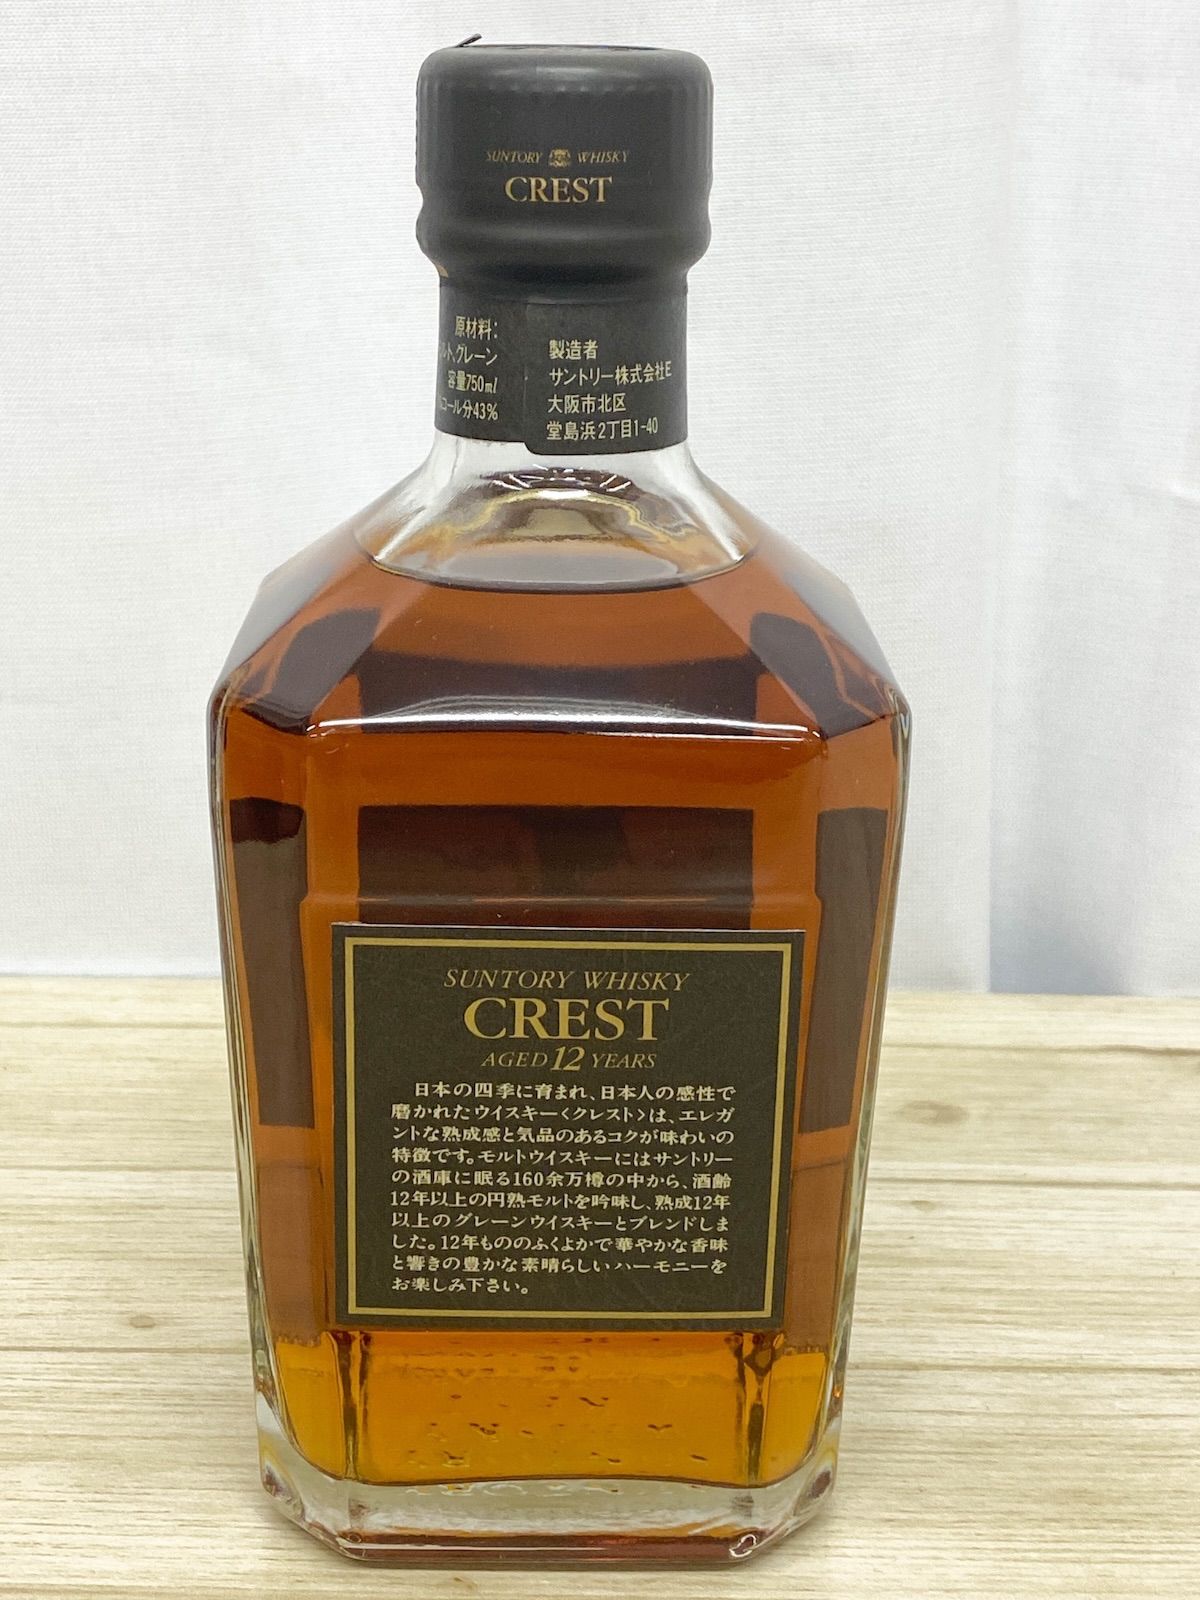 SUNTORY WHISKY
CREST
原材料：
ルト、グレーン
容量750ml
コール分43%
製造者
サントリー株式会社E
大阪市北区
堂島浜2丁目1-40
SUNTORY WHISKY
CREST
AGED 12 YEARS
日本の四季に育まれ、日本人の感性で
磨かれたウイスキー〈クレスト〉は、エレガ
ントな熟成感と気品のあるコクが味わいの
特徴です。モルトウイスキーにはサントリー
の酒庫に眠る160余万樽の中から、酒齢
12年以上の円熟モルトを吟味し、熟成12年
以上のグレーンウイスキーとブレンドしま
した。12年もののふくよかで華やかな香味
と響きの豊かな素晴らしいハーモニーを
お楽しみ下さい。